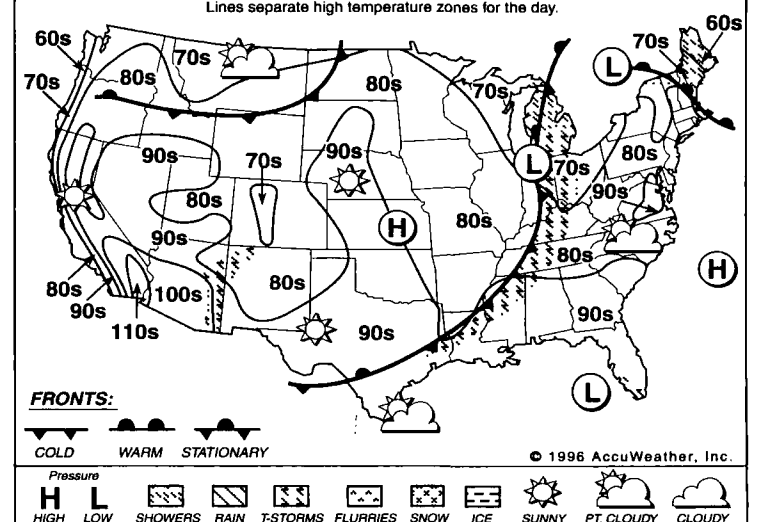 Lines separate high temperature zones for the day.
60s
70s
60s
70s
80s
70s
80s
70s
L
90s
70s
90s
80s
L
70s
80s
90s
80s
H
80s
90s
80s
80s
100s
80s
H
90s
110s
90s
90s
L
FRONTS:
COLD WARM STATIONARY
© 1996 AccuWeather, Inc.
Pressure
H L
HIGH LOW SHOWERS RAIN T-STORMS FLURRIES SNOW ICE SUNNY PT. CLOUDY CLOUDY